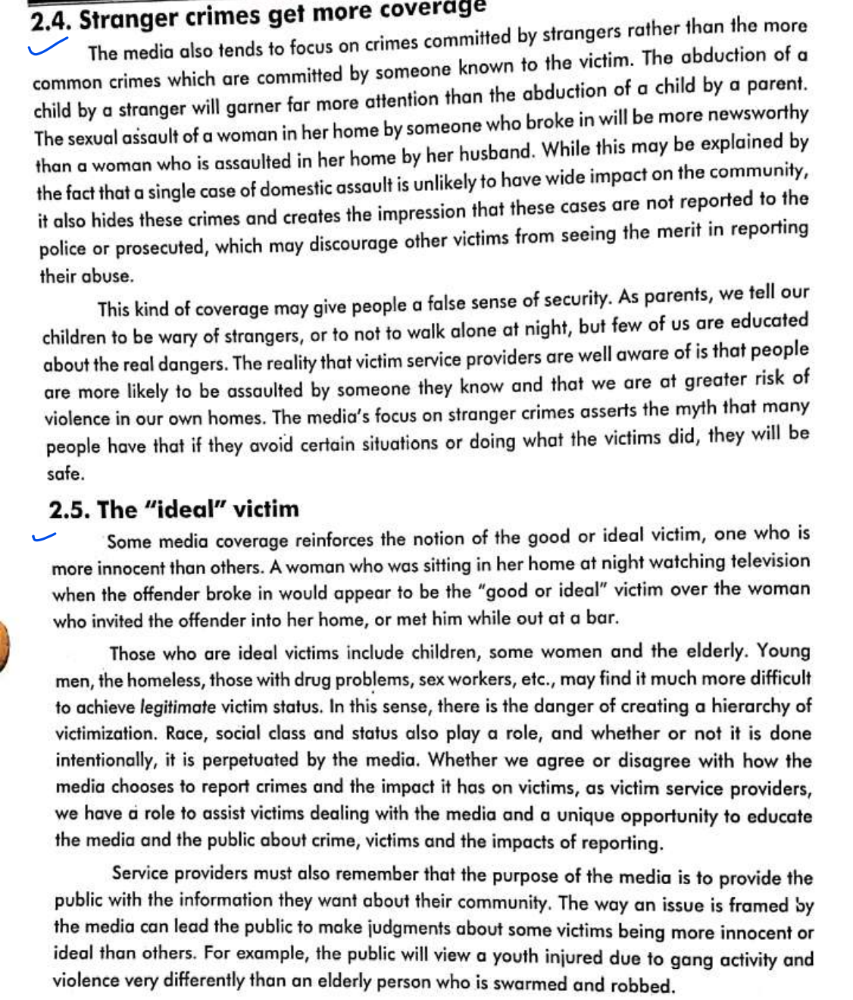 2.4. Stranger crimes get more coverage
The media also tends to focus on crimes committed by strangers rather than the more
common crimes which are committed by someone known to the victim. The abduction of a
child by a stranger will garner far more attention than the abduction of a child by a parent.
The sexual assault of a woman in her home by someone who broke in will be more newsworthy
than a woman who is assaulted in her home by her husband. While this may be explained by
the fact that a single case of domestic assault is unlikely to have wide impact on the community,
it also hides these crimes and creates the impression that these cases are not reported to the
police or prosecuted, which may discourage other victims from seeing the merit in reporting
their abuse.
This kind of coverage may give people a false sense of security. As parents, we tell our
children to be wary of strangers, or to not to walk alone at night, but few of us are educated
about the real dangers. The reality that victim service providers are well aware of is that people
are more likely to be assaulted by someone they know and that we are at greater risk of
violence in our own homes. The media's focus on stranger crimes asserts the myth that many
people have that if they avoid certain situations or doing what the victims did, they will be
safe.
2.5. The "ideal" victim
Some media coverage reinforces the notion of the good or ideal victim, one who is
more innocent than others. A woman who was sitting in her home at night watching television
when the offender broke in would appear to be the "good or ideal" victim over the woman
who invited the offender into her home, or met him while out at a bar.
Those who are ideal victims include children, some women and the elderly. Young
men, the homeless, those with drug problems, sex workers, etc., may find it much more difficult
to achieve legitimate victim status. In this sense, there is the danger of creating a hierarchy of
victimization. Race, social class and status also play a role, and whether or not it is done
intentionally, it is perpetuated by the media. Whether we agree or disagree with how the
media chooses to report crimes and the impact it has on victims, as victim service providers,
we have a role to assist victims dealing with the media and a unique opportunity to educate
the media and the public about crime, victims and the impacts of reporting.
Service providers must also remember that the purpose of the media is to provide the
public with the information they want about their community. The way an issue is framed by
the media can lead the public to make judgments about some victims being more innocent or
ideal than others. For example, the public will view a youth injured due to gang activity and
violence very differently than an elderly person who is swarmed and robbed.